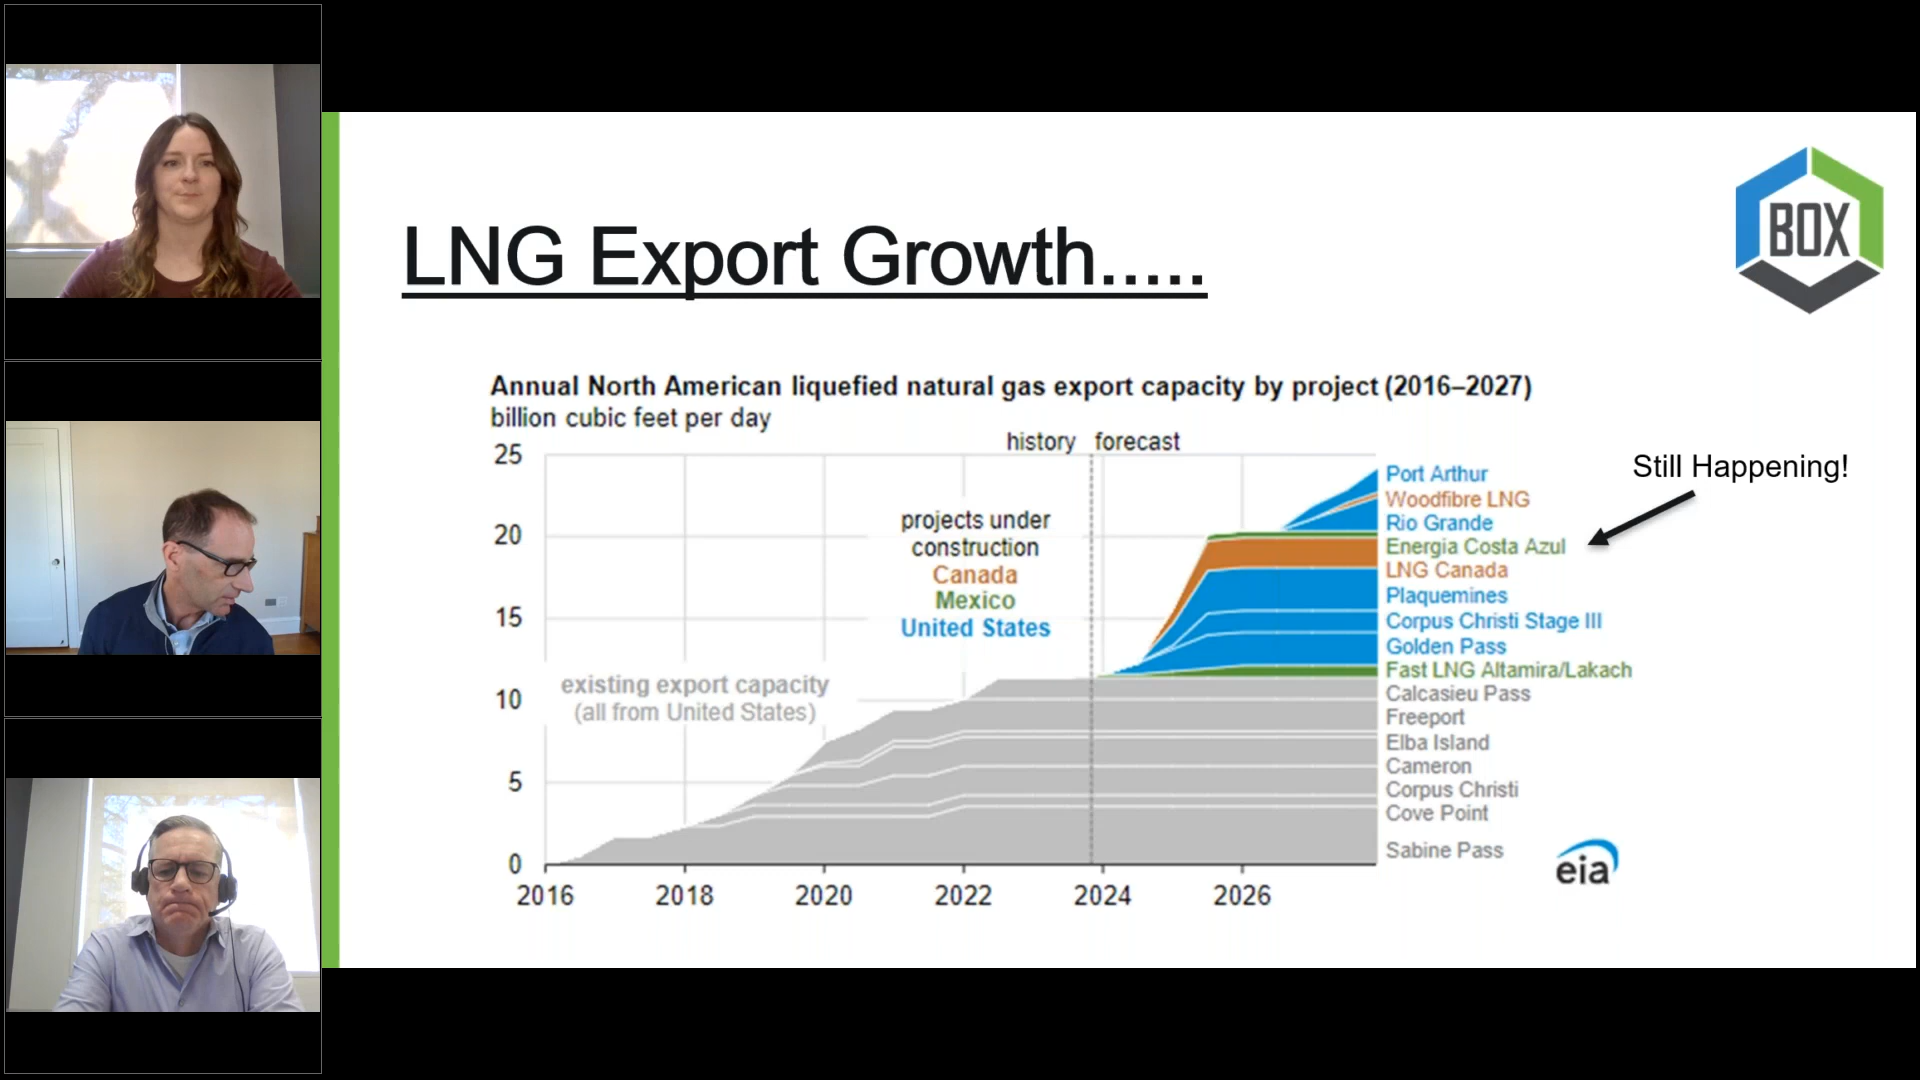 LNG Export Growth.....
BOX
Annual North American liquefied natural gas export capacity by project (2016–2027)
billion cubic feet per day
history
forecast
25
20
15
10
5
0
2016
2018
2020
2022
2024
2026
projects under
construction
Canada
Mexico
United States
existing export capacity
(all from United States)
Port Arthur
Woodfibre LNG
Rio Grande
Energia Costa Azul
LNG Canada
Plaquemines
Corpus Christi Stage III
Golden Pass
Fast LNG Altamira/Lakach
Calcasieu Pass
Freeport
Elba Island
Cameron
Corpus Christi
Cove Point
Sabine Pass
Still Happening!
eia